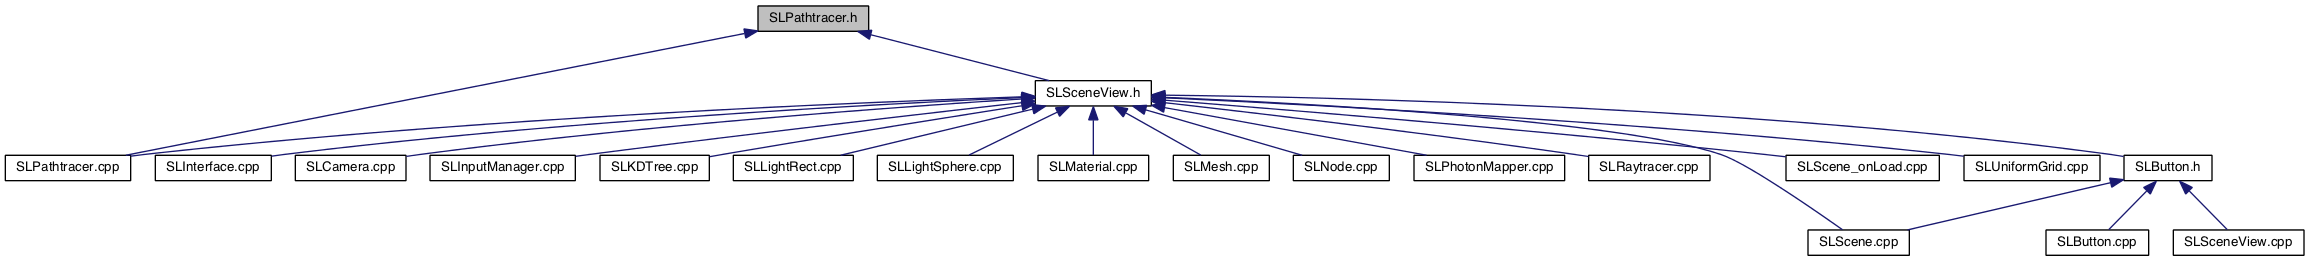 SLPathtracer.h
SLSceneView.h
SLPathtracer.cpp
SLInterface.cpp
SLCamera.cpp
SLInputManager.cpp
SLKDTree.cpp
SLLightRect.cpp
SLLightSphere.cpp
SLMaterial.cpp
SLMesh.cpp
SLNode.cpp
SLPhotonMapper.cpp
SLRaytracer.cpp
SLScene_onLoad.cpp
SLUniformGrid.cpp
SLButton.h
SLScene.cpp
SLButton.cpp
SLSceneView.cpp